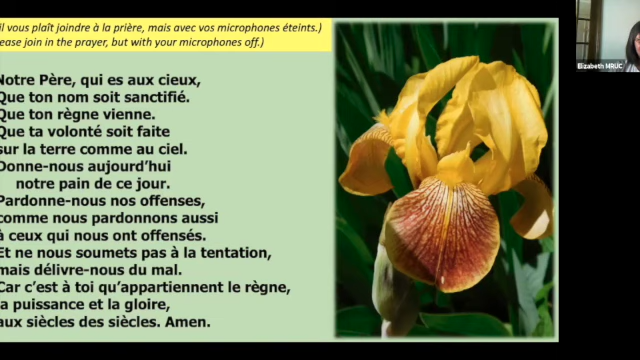 il vous plaît joindre à la prière, mais avec vos microphones éteints.)
ease join in the prayer, but with your microphones off.)
Notre Père, qui es aux cieux,
Que ton nom soit sanctifié.
Que ton règne vienne.
Que ta volonté soit faite
sur la terre comme au ciel.
Donne-nous aujourd’hui
notre pain de ce jour.
Pardonne-nous nos offenses,
comme nous pardonnons aussi
à ceux qui nous ont offensés.
Et ne nous soumets pas à la tentation,
mais délivre-nous du mal.
Car c’est à toi qu’appartiennent le règne,
la puissance et la gloire,
aux siècles des siècles. Amen.
Elizabeth MRUC